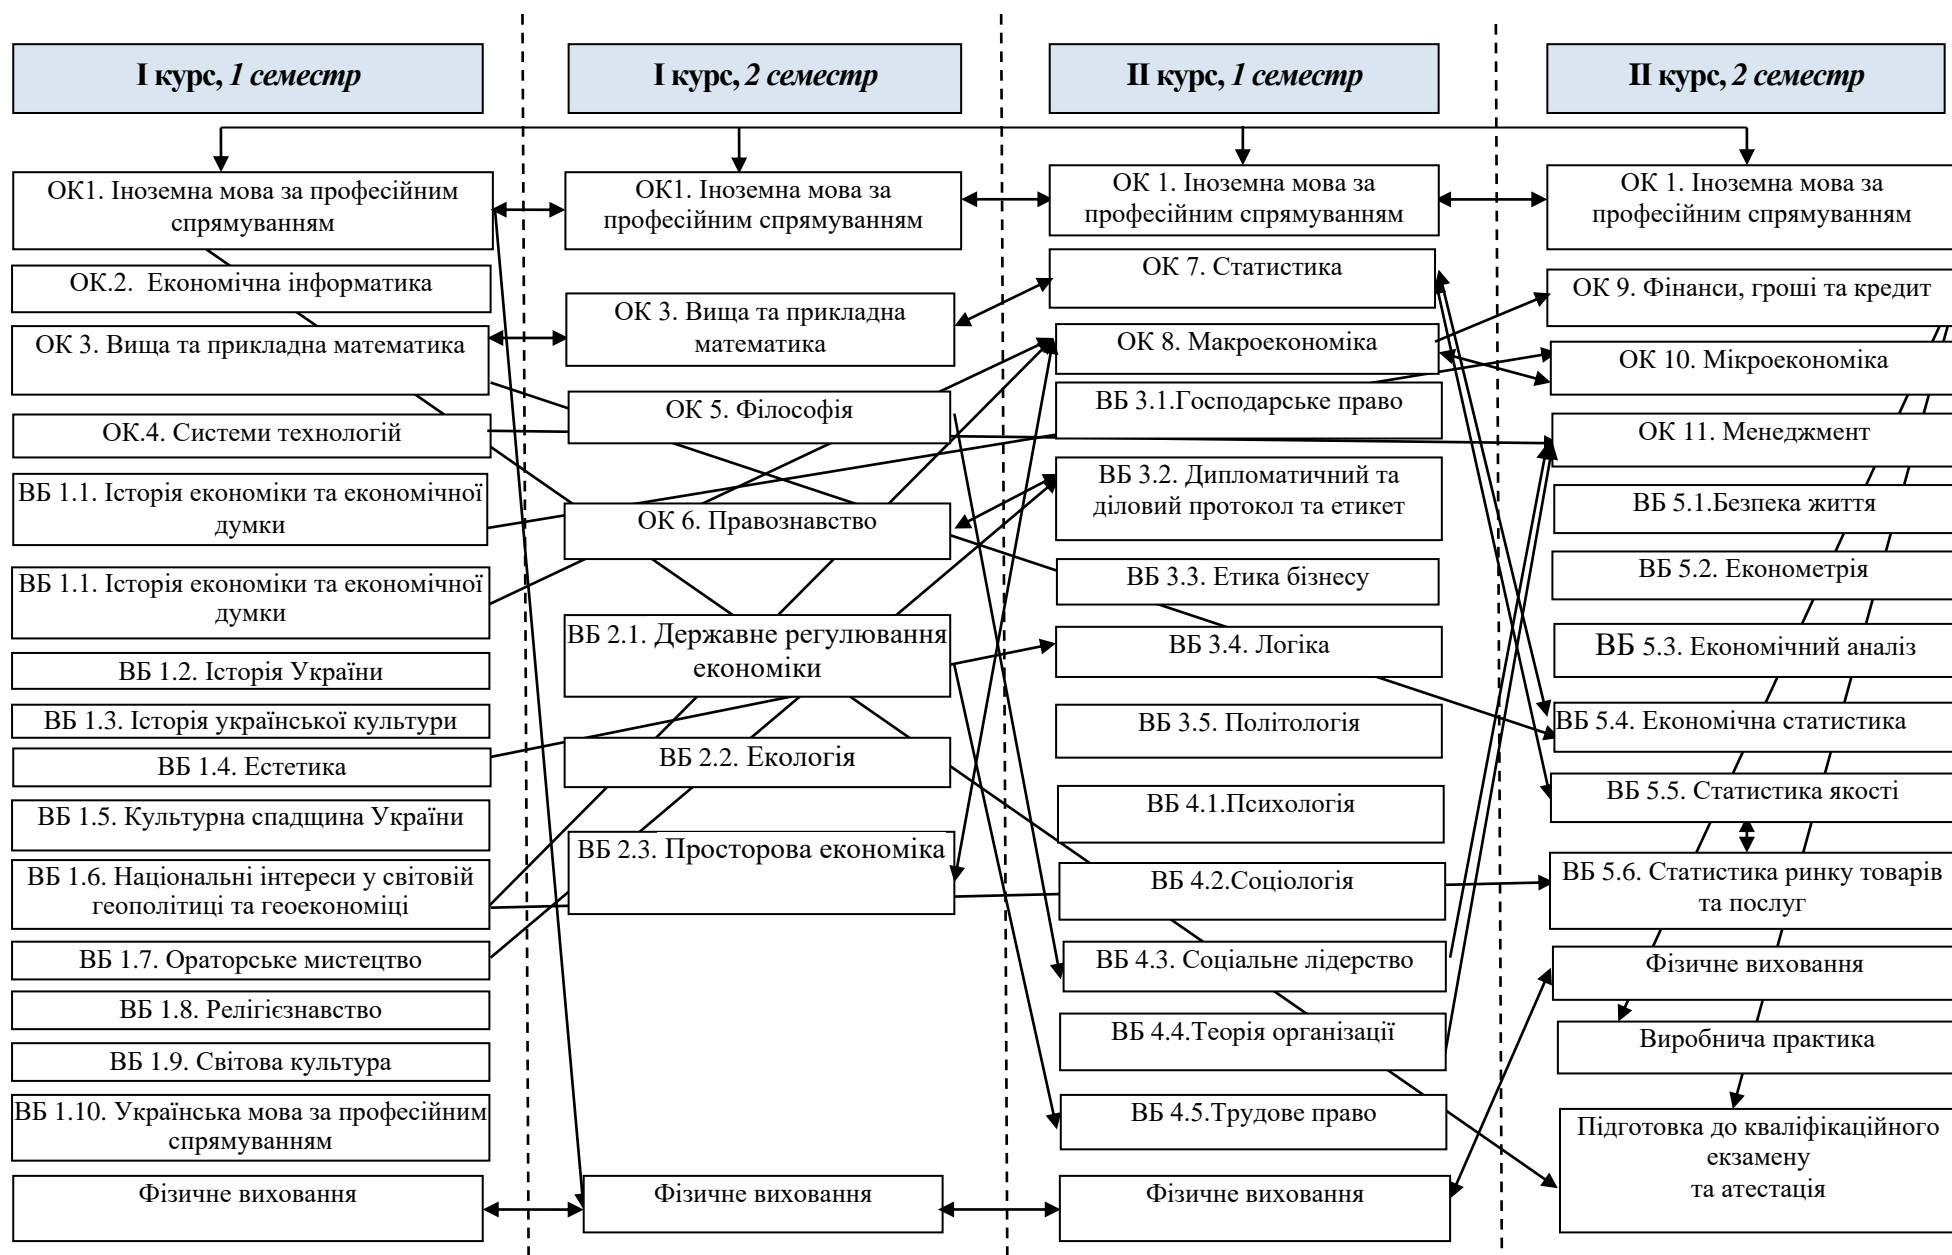 І курс, 1 семестр
ОК1. Іноземна мова за професійним
спрямуванням
ОК.2. Економічна інформатика
ОК 3. Вища та прикладна математика
ОК.4. Системи технологій
ВБ 1.1. Історія економіки та економічної
думки
ВБ 1.1. Історія економіки та економічної
думки
ВБ 1.2. Історія України
ВБ 1.3. Історія української культури
ВБ 1.4. Естетика
ВБ 1.5. Культурна спадщина України
ВБ 1.6. Національні інтереси у світовій
геополітиці та геоекономіці
ВБ 1.7. Ораторське мистецтво
ВБ 1.8. Релігієзнавство
ВБ 1.9. Світова культура
ВБ 1.10. Українська мова за професійним
спрямуванням
Фізичне виховання
І курс, 2 семестр
ОК1. Іноземна мова за
професійним спрямуванням
ОК 3. Вища та прикладна
математика
ОК 5. Філософія
ОК 6. Правознавство
ВБ 2.1. Державне регулювання
економіки
ВБ 2.2. Екологія
ВБ 2.3. Просторова економіка
Фізичне виховання
ІІ курс, 1 семестр
ОК 1. Іноземна мова за
професійним спрямуванням
ОК 7. Статистика
ОК 8. Макроекономіка
ВБ 3.1.Господарське право
ВБ 3.2. Дипломатичний та
діловий протокол та етикет
ВБ 3.3. Етика бізнесу
ВБ 3.4. Логіка
ВБ 3.5. Політологія
ВБ 4.1.Психологія
ВБ 4.2.Соціологія
ВБ 4.3. Соціальне лідерство
ВБ 4.4.Теорія організації
ВБ 4.5.Трудове право
Фізичне виховання
ІІ курс, 2 семестр
ОК 1. Іноземна мова за
професійним спрямуванням
ОК 9. Фінанси, гроші та кредит
ОК 10. Мікроекономіка
ОК 11. Менеджмент
ВБ 5.1.Безпека життя
ВБ 5.2. Економетрія
ВБ 5.3. Економічний аналіз
ВБ 5.4. Економічна статистика
ВБ 5.5. Статистика якості
ВБ 5.6. Статистика ринку товарів
та послуг
Фізичне виховання
Виробнича практика
Підготовка до кваліфікаційного
екзамену
та атестація